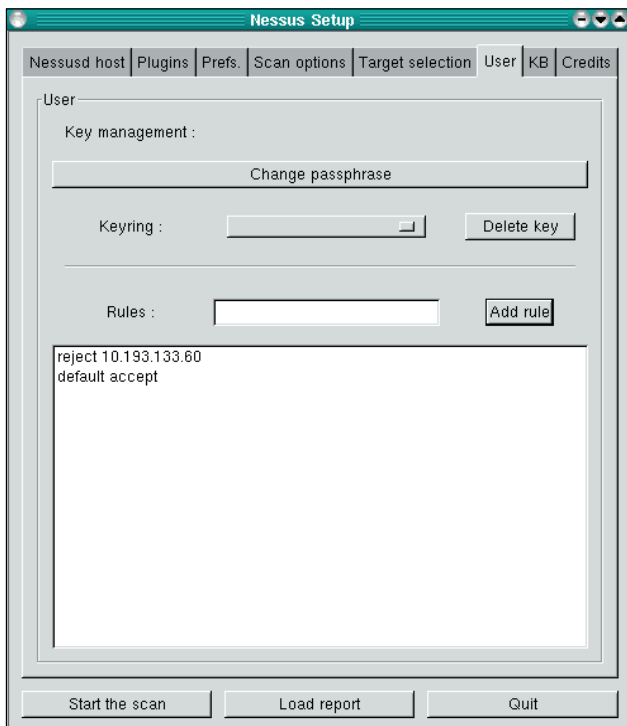 Nessus Setup
Nessusd host Plugins Prefs. Scan options Target selection User KB Credits
User
Key management :
Change passphrase
Keyring : Delete key
Rules : Add rule
reject 10.193.133.60
default accept
Start the scan Load report Quit